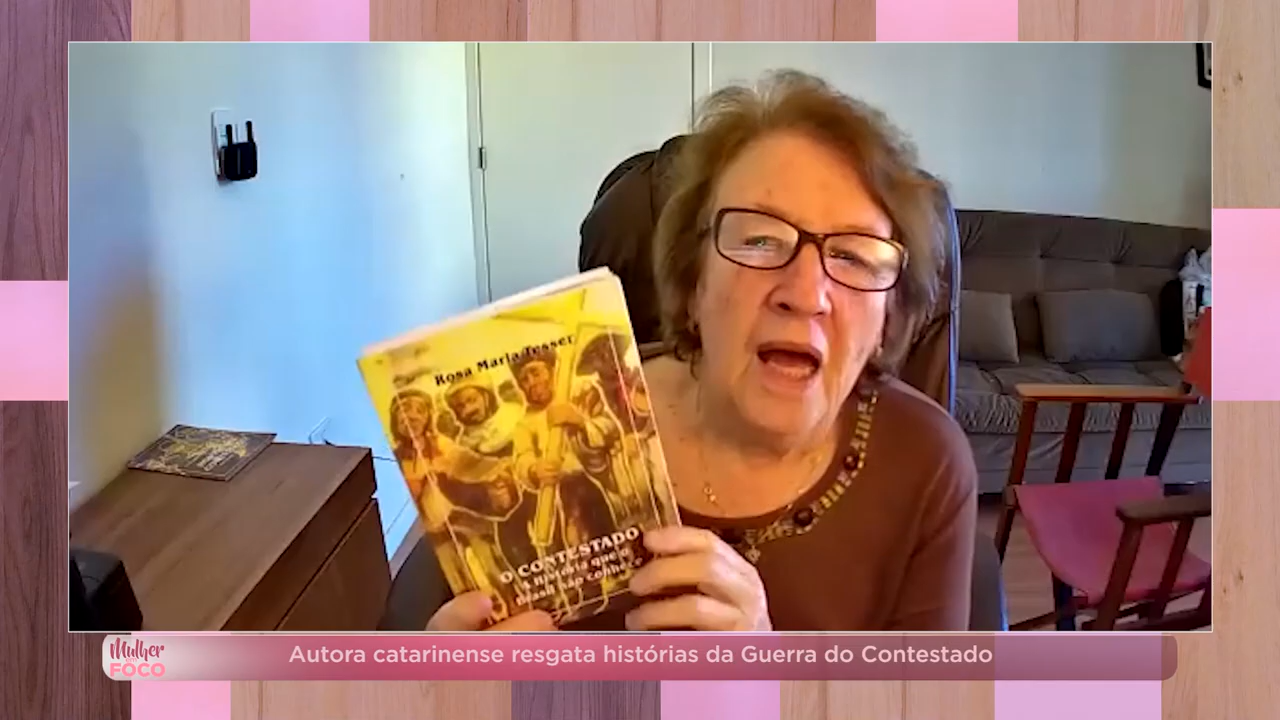 Rosa Maria Tesser
O CONTESTADO
A História que o
Brasil não conhece
Mulher
FOCO
Autora catarinense resgata histórias da Guerra do Contestado